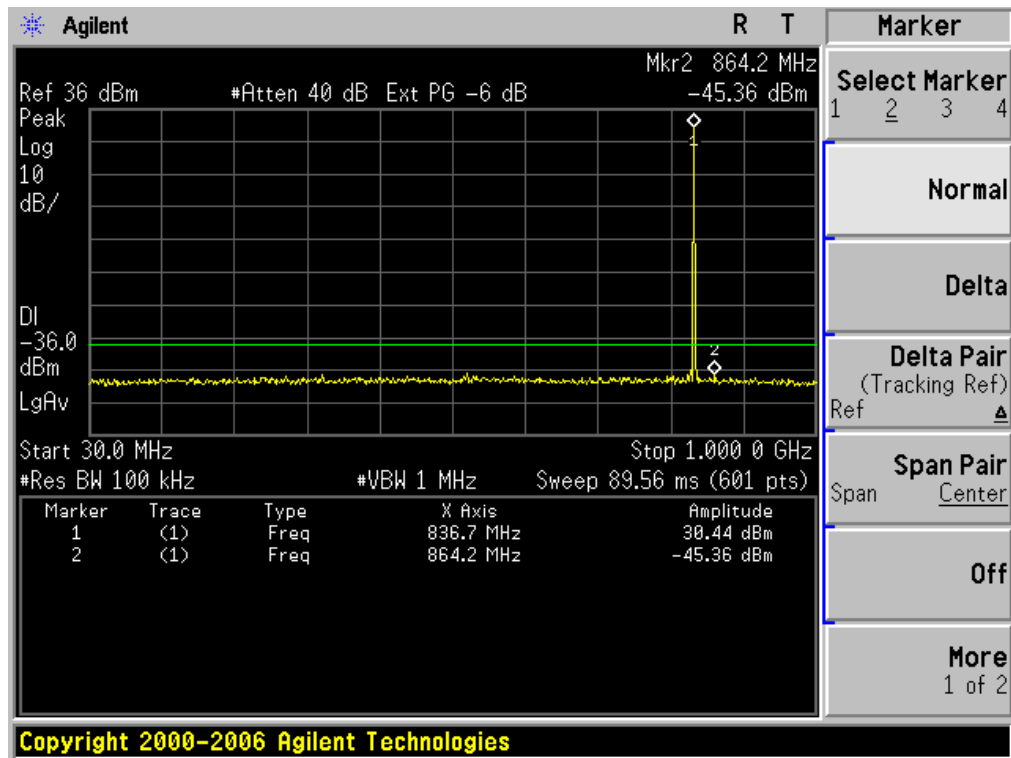 Agilent R T Marker
Mkr2 864.2 MHz
Ref 36 dBm #Atten 40 dB Ext PG -6 dB -45.36 dBm
Peak
Log
10
dB/
1
DI
-36.0
dBm
2
LgAv
Start 30.0 MHz Stop 1.000 0 GHz
#Res BW 100 kHz #VBW 1 MHz Sweep 89.56 ms (601 pts)
Marker Trace Type X Axis Amplitude
1 (1) Freq 836.7 MHz 30.44 dBm
2 (1) Freq 864.2 MHz -45.36 dBm
Select Marker
1 2 3 4
Normal
Delta
Delta Pair
(Tracking Ref)
Ref Δ
Span Pair
Span Center
Off
More
1 of 2
Copyright 2000-2006 Agilent Technologies